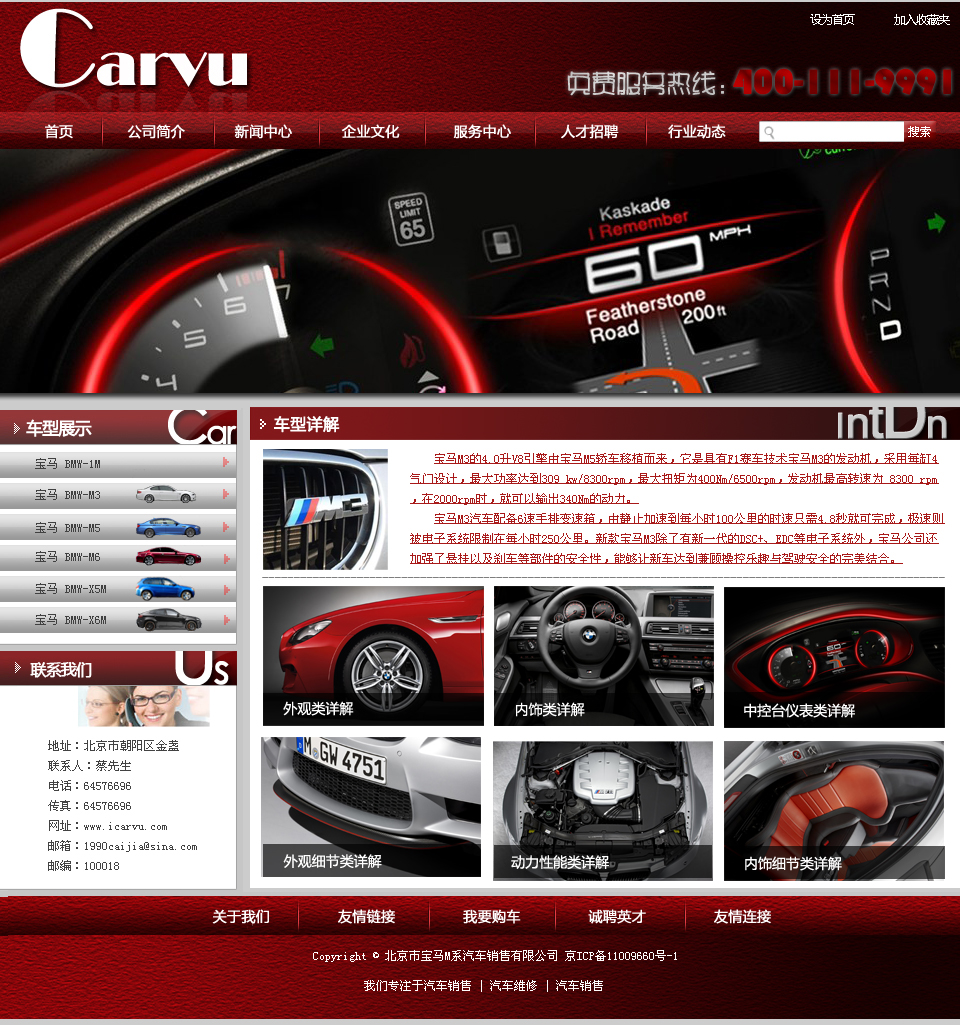 设为首页
加入收藏夹
Carvu
免费服务热线：400-111-9991
首页
公司简介
新闻中心
企业文化
服务中心
人才招聘
行业动态
搜索
SPEED
LIMIT
65
Kaskade
I Remember
60 MPH
Featherstone
Road
200ft
P
R
N
D
7
6
5
4
车型展示
Car
宝马 BMW-1M
宝马 BMW-M3
宝马 BMW-M5
宝马 BMW-M6
宝马 BMW-X5M
宝马 BMW-X6M
联系我们
Us
地址：北京市朝阳区金盏
联系人：蔡先生
电话：64576696
传真：64576696
网址：www.icarvu.com
邮箱：1990caijia@sina.com
邮编：100018
车型详解
IntDn
M3
宝马M3的4.0升V8引擎由宝马M5轿车移植而来，它是具有F1赛车技术宝马M3的发动机，采用每缸4
气门设计，最大功率达到309 kw/8300rpm，最大扭矩为400Nm/6500rpm，发动机最高转速为 8300 rpm
，在2000rpm时，就可以输出340Nm的动力。
宝马M3汽车配备6速手排变速箱，由静止加速到每小时100公里的时速只需4.8秒就可完成，极速则
被电子系统限制在每小时250公里。新款宝马M3除了有新一代的DSC+、EDC等电子系统外，宝马公司还
加强了悬挂以及刹车等部件的安全性，能够让新车达到兼顾操控乐趣与驾驶安全的完美结合。
外观类详解
内饰类详解
60
中控台仪表类详解
M GW 4751
外观细节类详解
动力性能类详解
内饰细节类详解
关于我们
友情链接
我要购车
诚聘英才
友情连接
Copyright © 北京市宝马M系汽车销售有限公司 京ICP备11009660号-1
我们专注于汽车销售 | 汽车维修 | 汽车销售